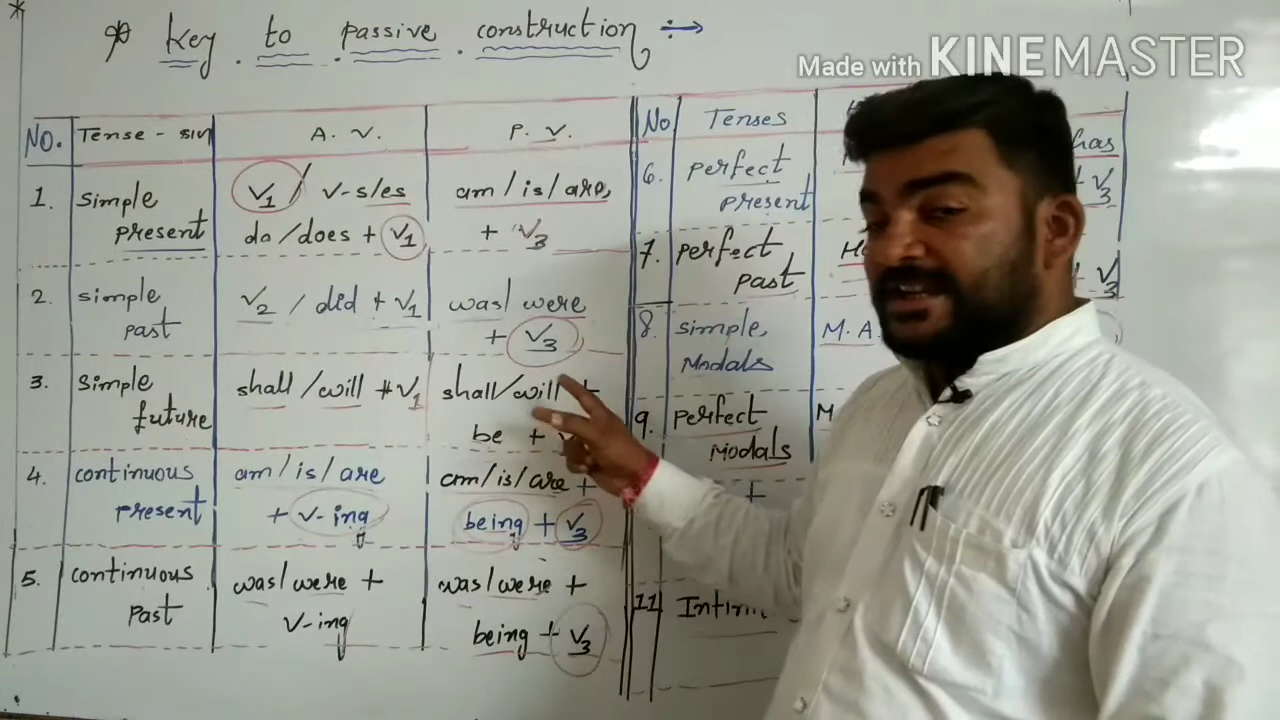 * Key to passive construction
Made with KINEMASTER
NO. Tense - sin A. V. P. V.
1. Simple present V1 / V-s/es do/does + V1 am/is/are, + V3
2. Simple past V2 / did + V1 was/were + V3
3. Simple future shall/will + V1 shall/will + be +
4. continuous present am/is/are + V-ing am/is/are + being + V3
5. continuous past was/were + V-ing was/were + being + V3
No Tenses
6. perfect present has + V3
7. perfect past + V3
8. simple, Modals M. A.
9. perfect Modals M
+
11